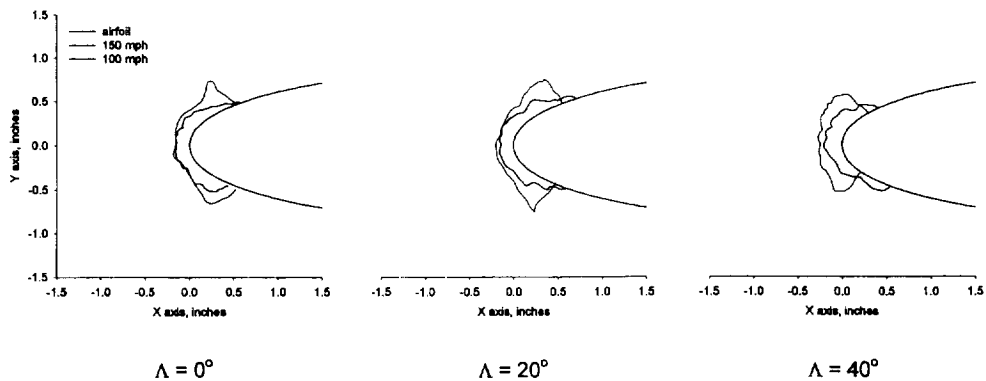 1.5
airfoil
150 mph
100 mph
1.0
0.5
0.0
-0.5
-1.0
-1.5
Y axis, inches
-1.5 -1.0 -0.5 0.0 0.5 1.0 1.5
X axis, inches
-1.5 -1.0 -0.5 0.0 0.5 1.0 1.5
X axis, inches
-1.5 -1.0 -0.5 0.0 0.5 1.0 1.5
X axis, inches
Λ = 0° Λ = 20° Λ = 40°